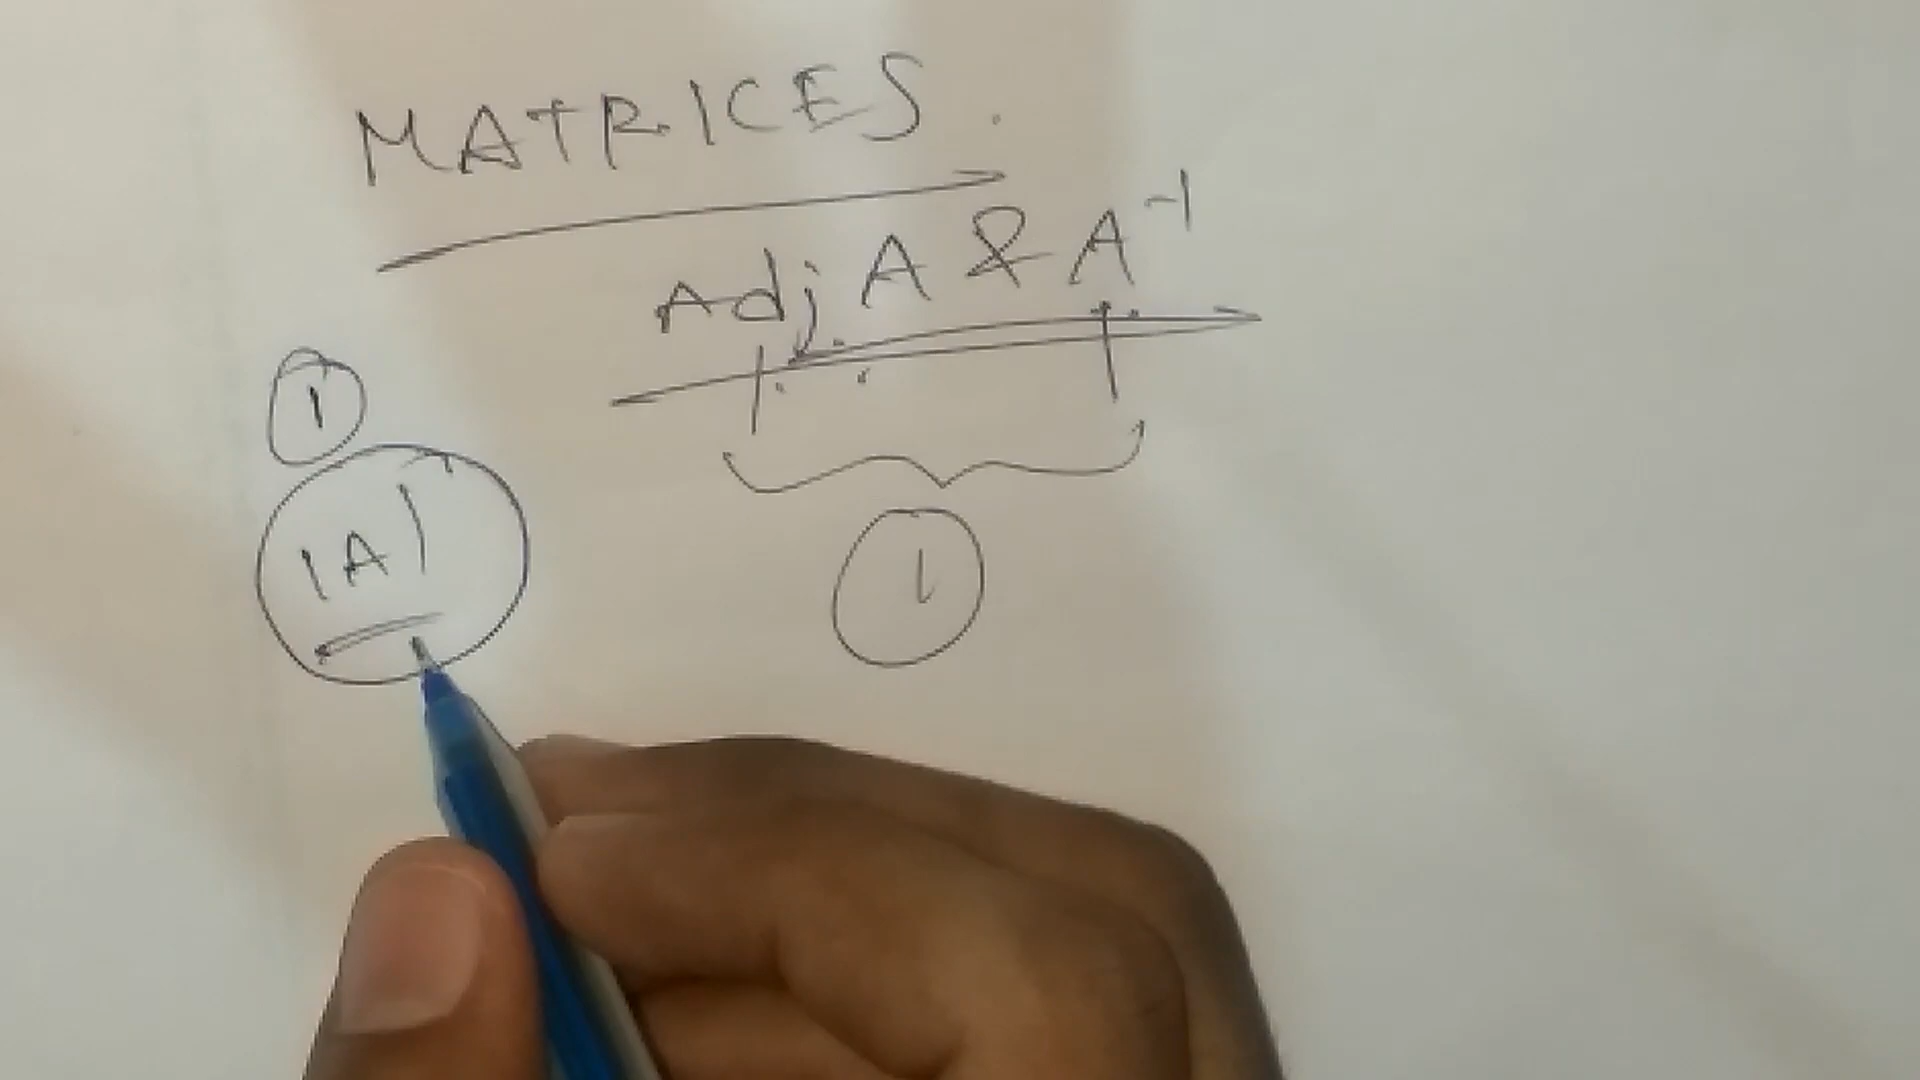 MATRICES.
Adj A & A⁻¹
1
|A|
1